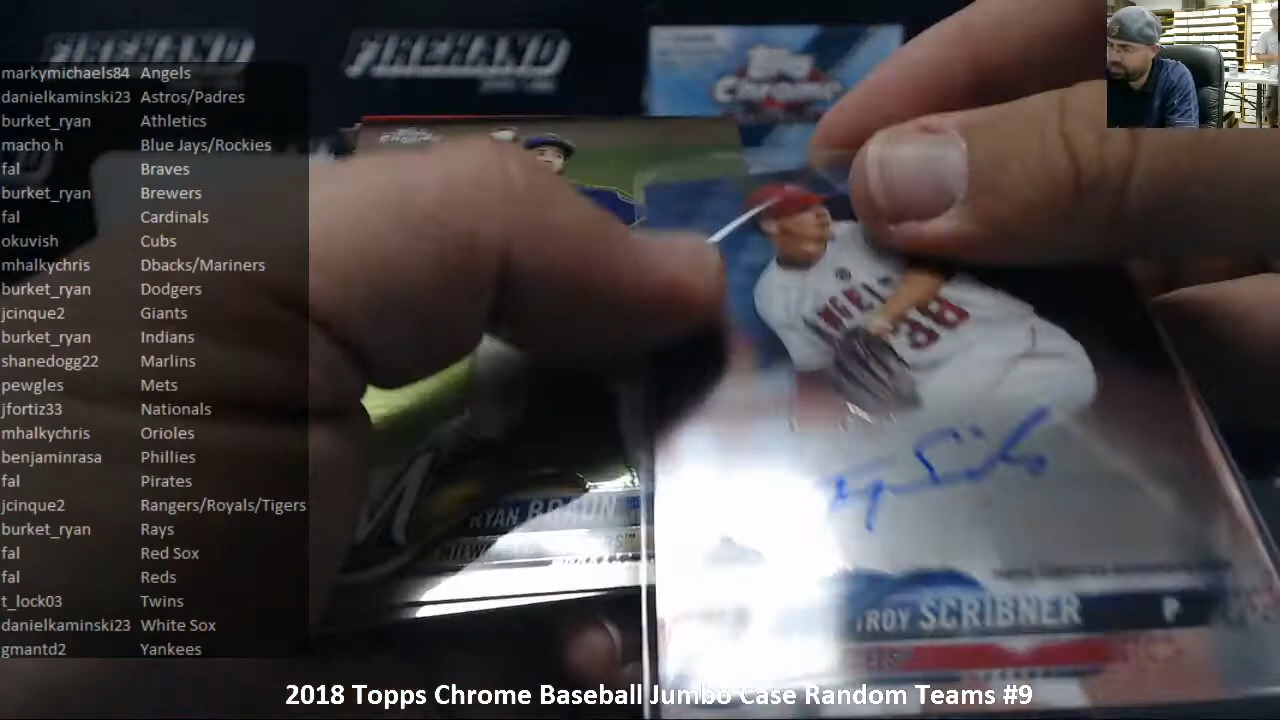 FIREHAND
FIREHAND
markymichaels84 Angels
danielkaminski23 Astros/Padres
burket_ryan Athletics
macho h Blue Jays/Rockies
fal Braves
burket_ryan Brewers
fal Cardinals
okuvish Cubs
mhalkychris Dbacks/Mariners
burket_ryan Dodgers
jcinque2 Giants
burket_ryan Indians
shanedogg22 Marlins
pewgles Mets
jfortiz33 Nationals
mhalkychris Orioles
benjaminrasa Phillies
fal Pirates
jcinque2 Rangers/Royals/Tigers
burket_ryan Rays
fal Red Sox
fal Reds
t_lock03 Twins
danielkaminski23 White Sox
gmantd2 Yankees
Topps
Chrome
ANGELS
38
RYAN BRAUN
TROY SCRIBNER P
2018 Topps Chrome Baseball Jumbo Case Random Teams #9